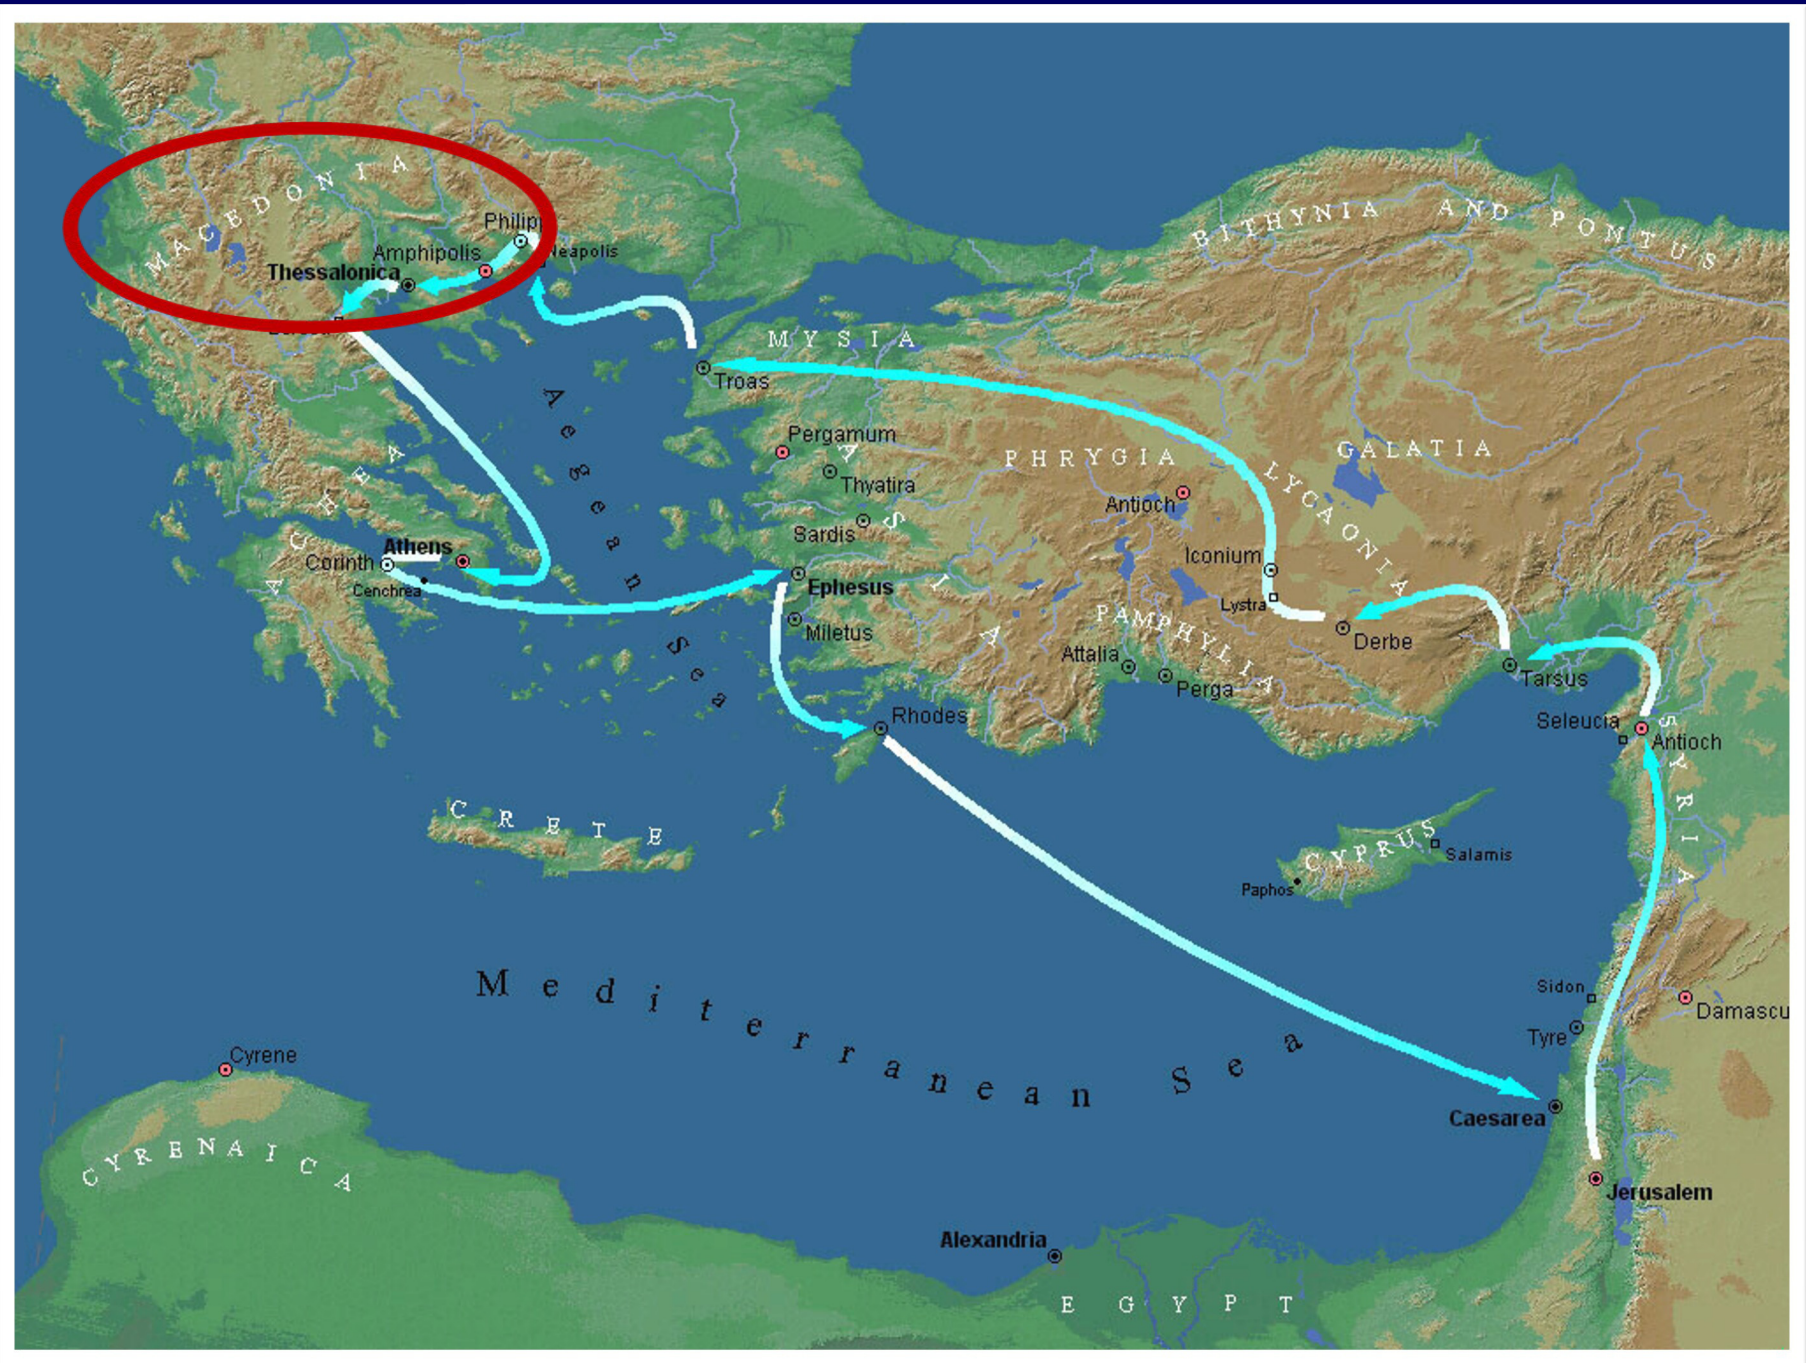 MACEDONIA
Philip
Amphipolis
Neapolis
Thessalonica
BITHYNIA AND PONTUS
MYSIA
Troas
Aegean Sea
Pergamum
ASIA
Thyatira
PHRYGIA
GALATIA
LYCAONIA
Antioch
Sardis
ACHEA
Athens
Corinth
Cenchrea
Iconium
Ephesus
Lystra
Miletus
PAMPHYLIA
Derbe
Attalia
Perga
Tarsus
Rhodes
Seleucia
Antioch
SYRIA
CRETE
CYPRUS
Salamis
Paphos
Mediterranean Sea
Sidon
Damascu
Tyre
Cyrene
Caesarea
CYRENAICA
Jerusalem
Alexandria
EGYPT